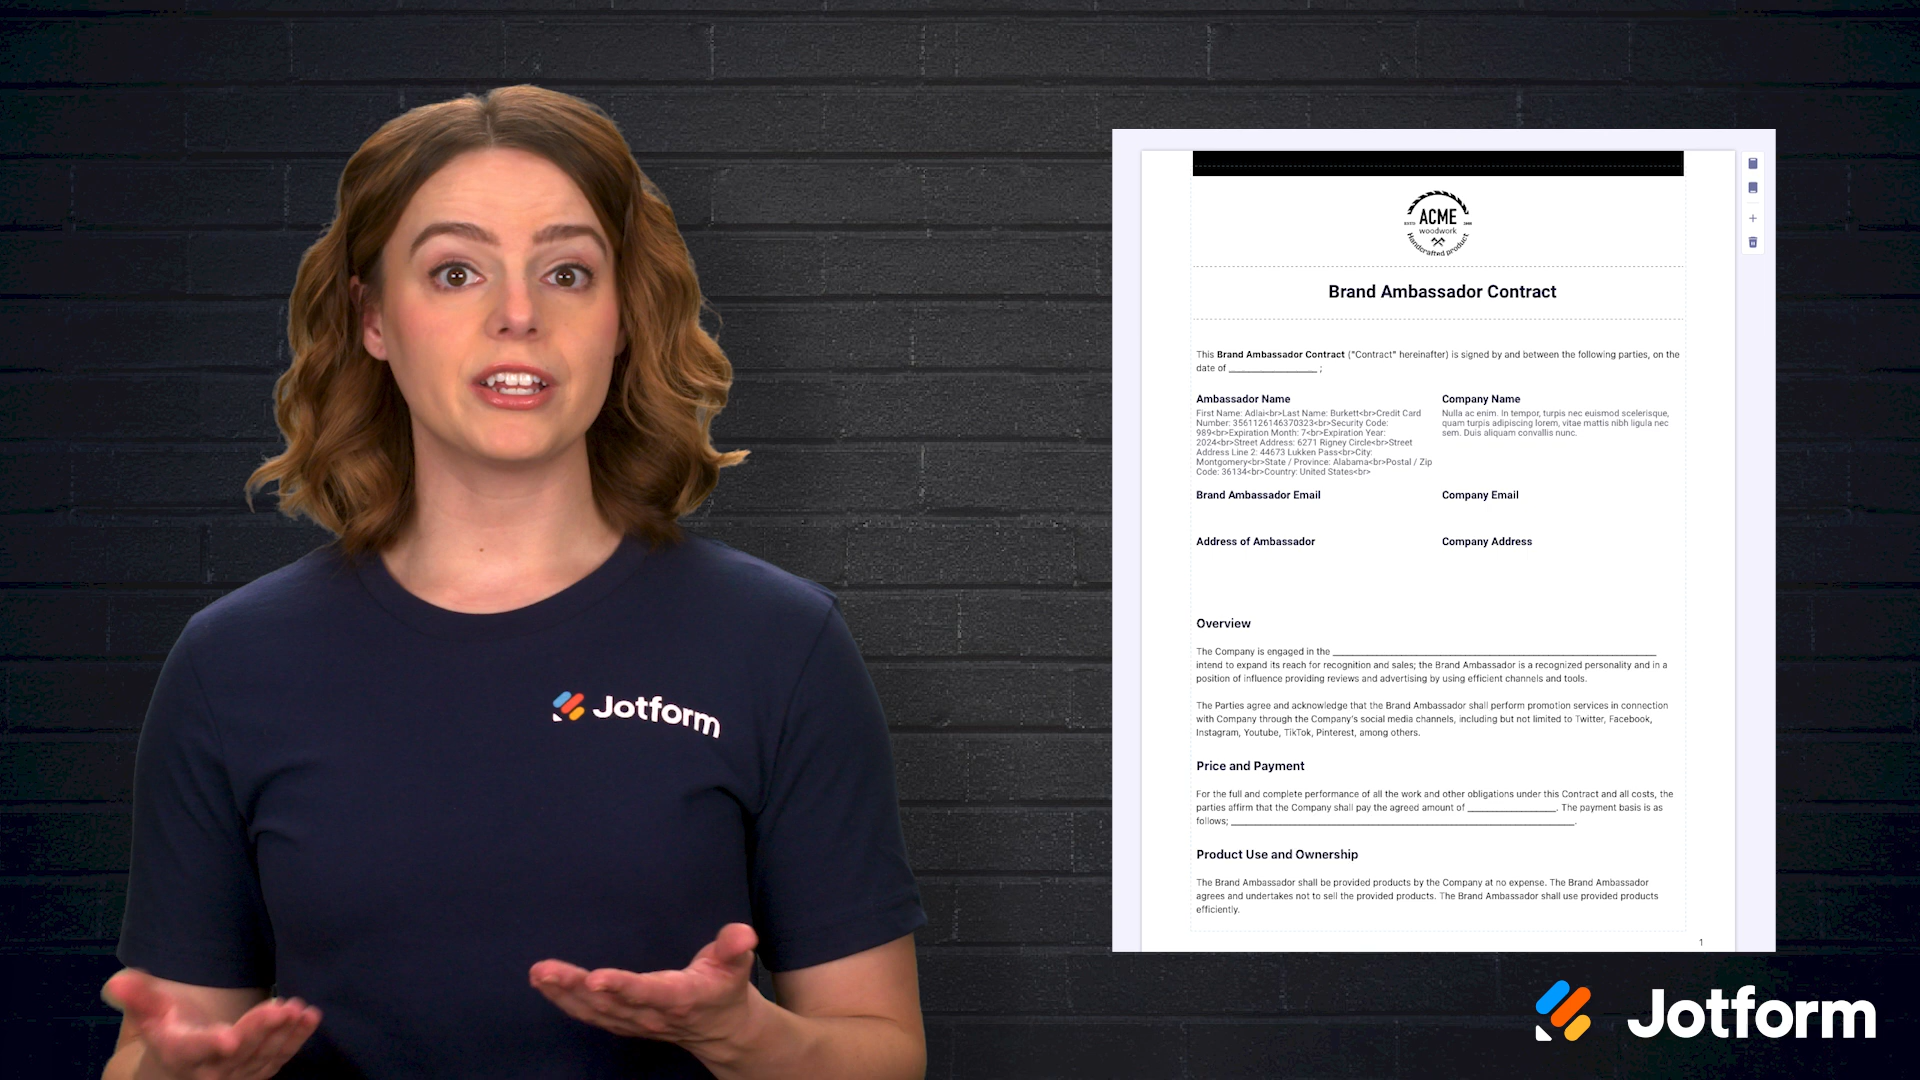 ACME
woodwork
Handcrafted product
Brand Ambassador Contract
This Brand Ambassador Contract ("Contract" hereinafter) is signed by and between the following parties, on the
date of ___________________ ;
Ambassador Name
First Name: Adlai<br>Last Name: Burkett<br>Credit Card
Number: 3561126146370323<br>Security Code:
989<br>Expiration Month: 7<br>Expiration Year:
2024<br>Street Address: 6271 Rigney Circle<br>Street
Address Line 2: 44673 Lukken Pass<br>City:
Montgomery<br>State / Province: Alabama<br>Postal / Zip
Code: 36134<br>Country: United States<br>
Company Name
Nulla ac enim. In tempor, turpis nec euismod scelerisque,
quam turpis adipiscing lorem, vitae mattis nibh ligula nec
sem. Duis aliquam convallis nunc.
Brand Ambassador Email
Company Email
Address of Ambassador
Company Address
Overview
The Company is engaged in the ___________________
intend to expand its reach for recognition and sales; the Brand Ambassador is a recognized personality and in a
position of influence providing reviews and advertising by using efficient channels and tools.
The Parties agree and acknowledge that the Brand Ambassador shall perform promotion services in connection
with Company through the Company's social media channels, including but not limited to Twitter, Facebook,
Instagram, Youtube, TikTok, Pinterest, among others.
Price and Payment
For the full and complete performance of all the work and other obligations under this Contract and all costs, the
parties affirm that the Company shall pay the agreed amount of ___________________. The payment basis is as
follows; ___________________.
Product Use and Ownership
The Brand Ambassador shall be provided products by the Company at no expense. The Brand Ambassador
agrees and undertakes not to sell the provided products. The Brand Ambassador shall use provided products
efficiently.
1
Jotform
Jotform